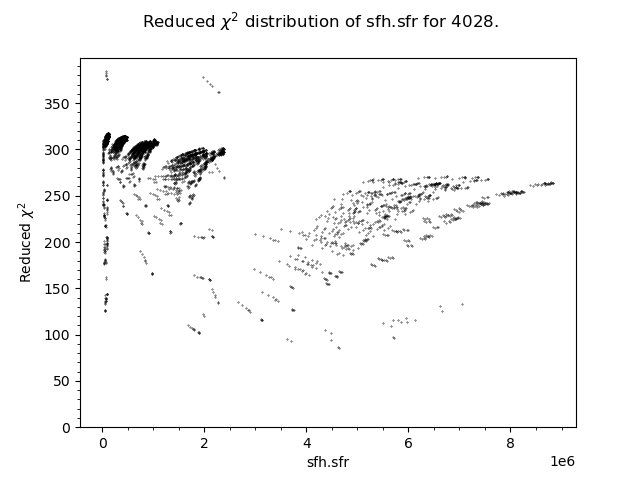 Reduced χ² distribution of sfh.sfr for 4028.
350
300
250
200
150
100
50
0
Reduced χ²
0 2 4 6 8
sfh.sfr
1e6